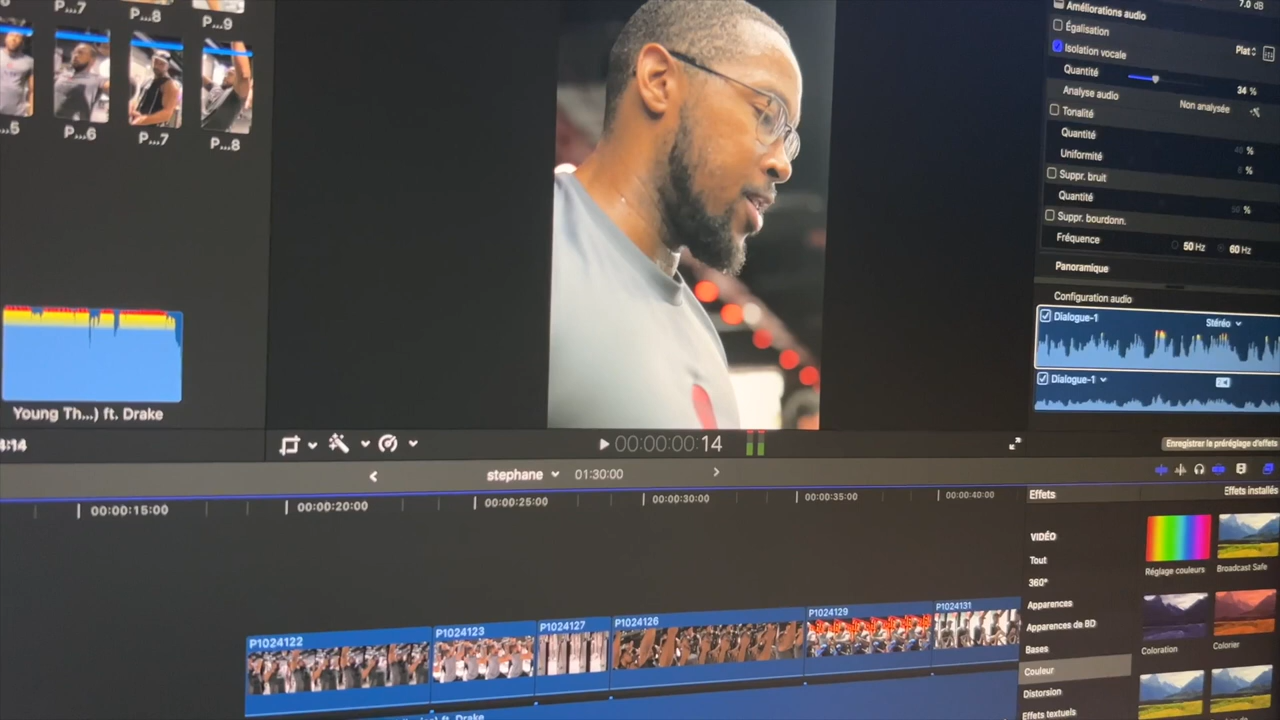 P...7
P...8
P...9
...5
P...6
P...7
P...8
Young Th...) ft. Drake
4:14
00:00:00:14
stephane
01:30:00
00:00:15:00
00:00:20:00
00:00:25:00
00:00:30:00
00:00:35:00
00:00:40:00
P1024122
P1024123
P1024127
P1024126
P1024129
P1024131
ft. Drake
7.0 dB
Améliorations audio
Égalisation
Plat
Isolation vocale
Quantité
34 %
Analyse audio
Non analysée
Tonalité
Quantité
%
Uniformité
%
Suppr. bruit
Quantité
%
Suppr. bourdonn.
Fréquence
50 Hz
60 Hz
Panoramique
Configuration audio
Dialogue-1
Stéréo
Dialogue-1
Enregistrer le préréglage d'effets
Effets
Effets installés
VIDÉO
Tout
360°
Apparences
Apparences de BD
Bases
Couleur
Distorsion
Effets textuels
Réglage couleurs
Broadcast Safe
Coloration
Colorier